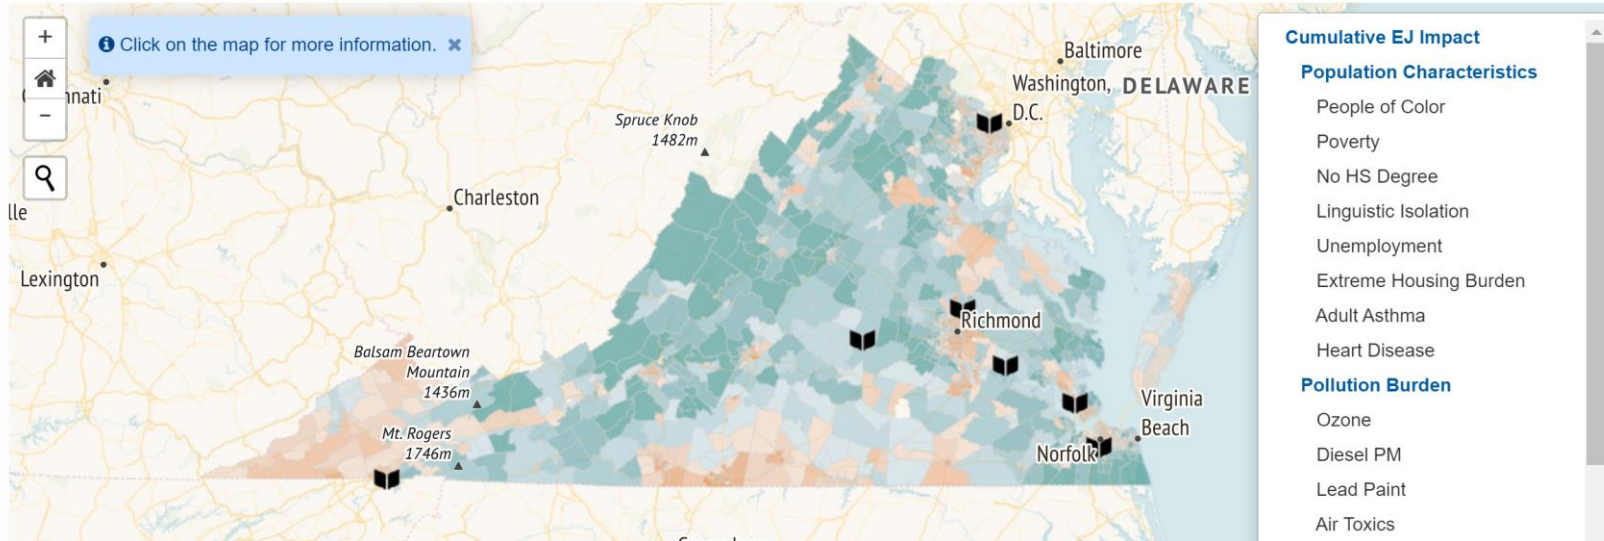 +
−
Click on the map for more information. ×
nnati
lle
Lexington
Charleston
Spruce Knob
1482m
Baltimore
Washington,
D.C.
DELAWARE
Richmond
Balsam Beartown
Mountain
1436m
Mt. Rogers
1746m
Norfolk
Virginia
Beach
Cumulative EJ Impact
Population Characteristics
People of Color
Poverty
No HS Degree
Linguistic Isolation
Unemployment
Extreme Housing Burden
Adult Asthma
Heart Disease
Pollution Burden
Ozone
Diesel PM
Lead Paint
Air Toxics